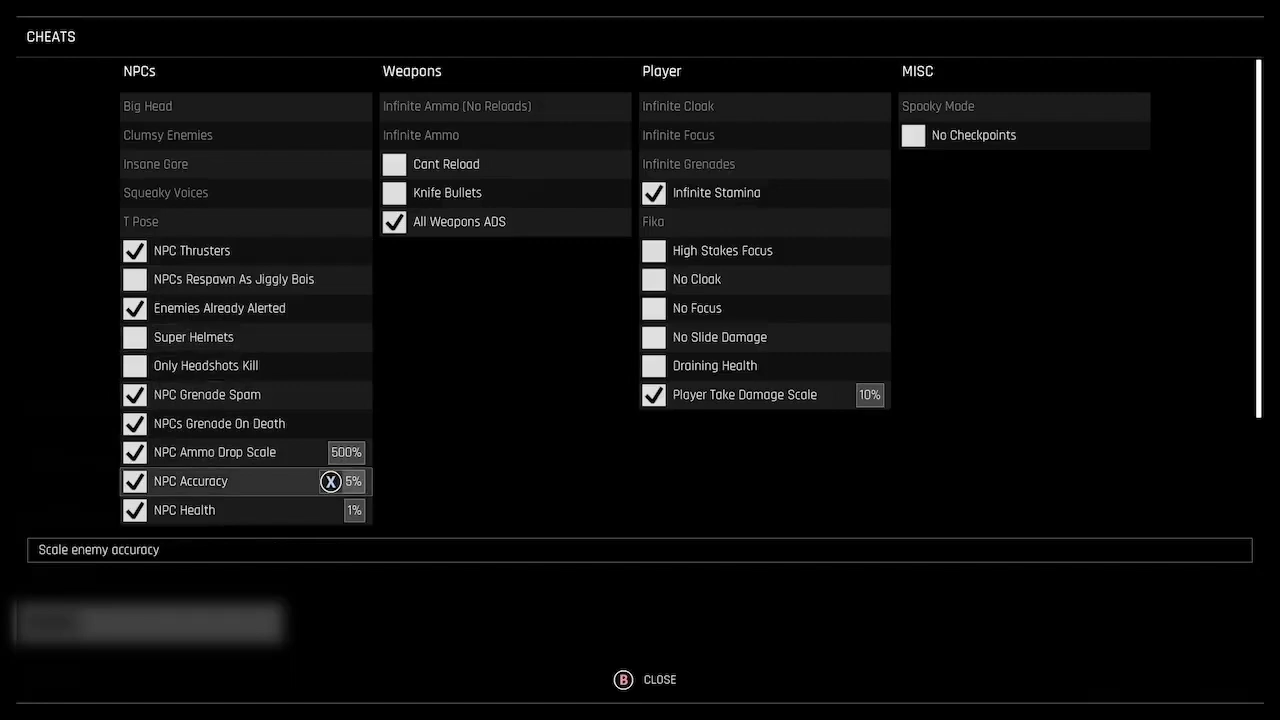 CHEATS
NPCs
Big Head
Clumsy Enemies
Insane Gore
Squeaky Voices
T Pose
NPC Thrusters
NPCs Respawn As Jiggly Bois
Enemies Already Alerted
Super Helmets
Only Headshots Kill
NPC Grenade Spam
NPCs Grenade On Death
NPC Ammo Drop Scale 500%
NPC Accuracy X 5%
NPC Health 1%
Weapons
Infinite Ammo (No Reloads)
Infinite Ammo
Cant Reload
Knife Bullets
All Weapons ADS
Player
Infinite Cloak
Infinite Focus
Infinite Grenades
Infinite Stamina
Fika
High Stakes Focus
No Cloak
No Focus
No Slide Damage
Draining Health
Player Take Damage Scale 10%
MISC
Spooky Mode
No Checkpoints
Scale enemy accuracy
B CLOSE